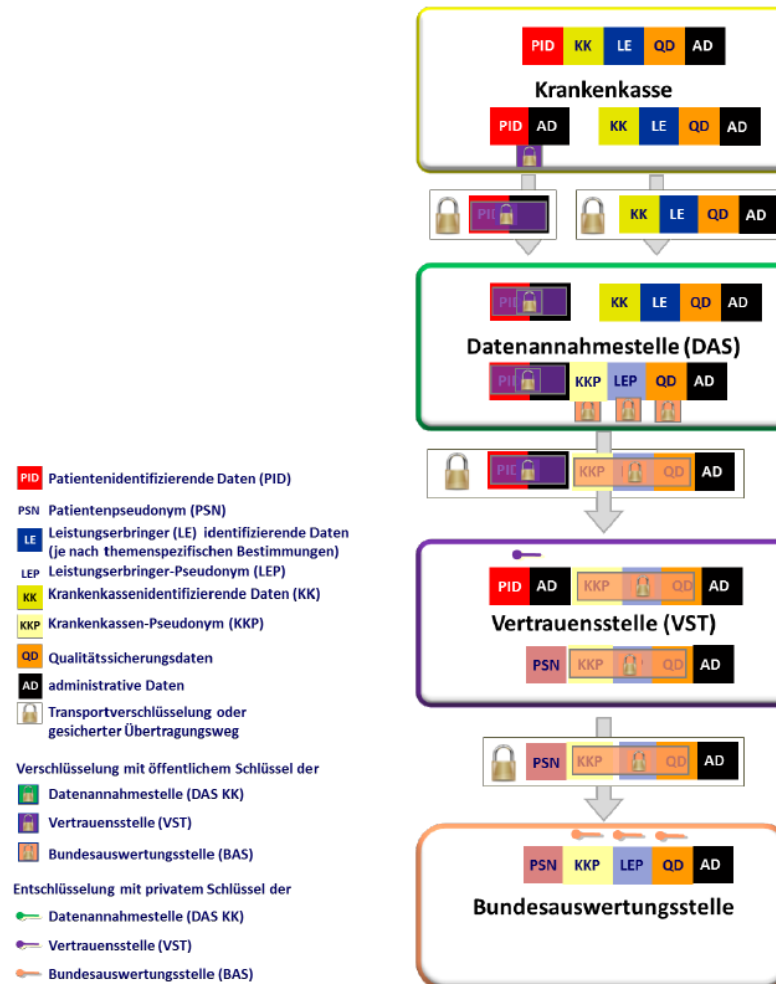 PID KK LE QD AD
Krankenkasse
PID AD KK LE QD AD
PID KK LE QD AD
PID KK LE QD AD
Datenannahmestelle (DAS)
PID KKP LEP QD AD
PID KKP QD AD
PID AD KKP QD
Vertrauensstelle (VST)
PSN KKP QD AD
PSN KKP QD AD
PSN KKP LEP QD AD
Bundesauswertungsstelle
PID Patientenidentifizierende Daten (PID)
PSN Patientenpseudonym (PSN)
LE Leistungserbringer (LE) identifizierende Daten
(je nach themenspezifischen Bestimmungen)
LEP Leistungserbringer-Pseudonym (LEP)
KK Krankenkassenidentifizierende Daten (KK)
KKP Krankenkassen-Pseudonym (KKP)
QD Qualitätssicherungsdaten
AD administrative Daten
Transportverschlüsselung oder
gesicherter Übertragungsweg
Verschlüsselung mit öffentlichem Schlüssel der
Datenannahmestelle (DAS KK)
Vertrauensstelle (VST)
Bundesauswertungsstelle (BAS)
Entschlüsselung mit privatem Schlüssel der
Datenannahmestelle (DAS KK)
Vertrauensstelle (VST)
Bundesauswertungsstelle (BAS)